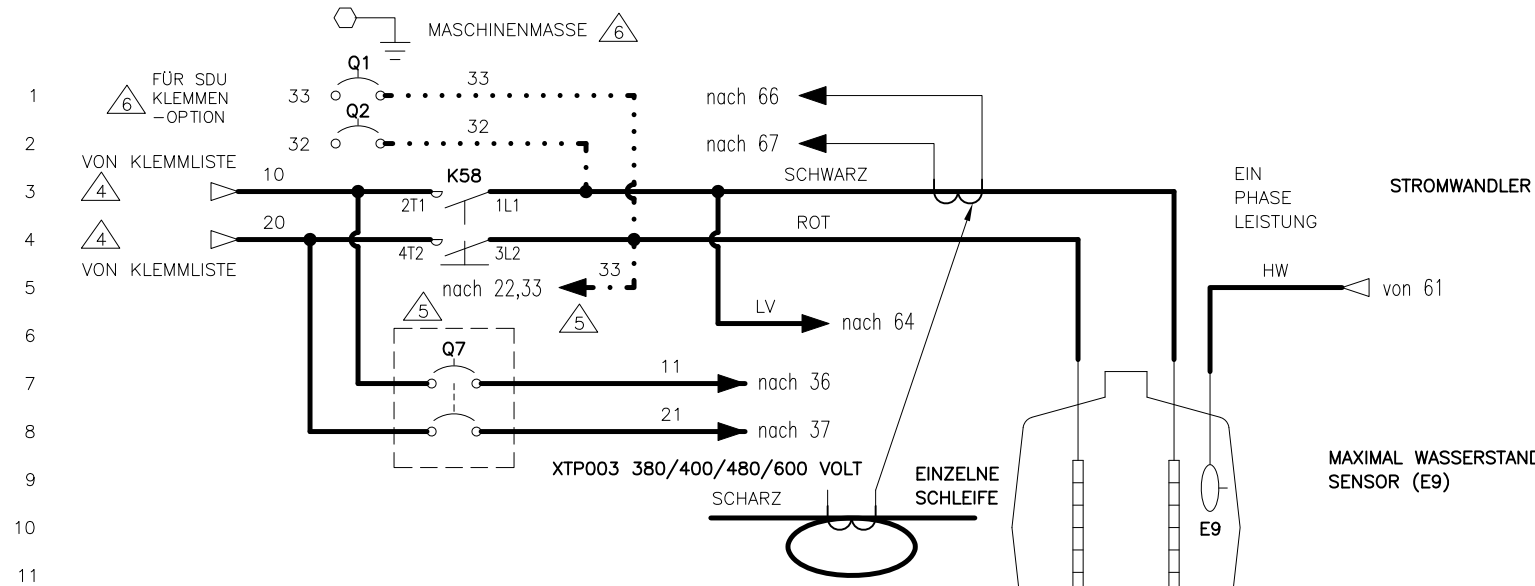 MASCHINENMASSE 6
Q1
1 6 FÜR SDU 33 33 nach 66
KLEMMEN
-OPTION
Q2
2 32 32 nach 67
VON KLEMMLISTE
3 4 10 K58 SCHWARZ EIN STROMWANDLER
2T1 1L1 PHASE
LEISTUNG
4 4 20 ROT
4T2 3L2
VON KLEMMLISTE
33 HW
5 nach 22,33 von 61
5 5
LV nach 64
6
Q7
7 11 nach 36
8 21 nach 37
XTP003 380/400/480/600 VOLT EINZELNE MAXIMAL WASSERSTAND
9 SCHARZ SCHLEIFE SENSOR (E9)
10 E9
11